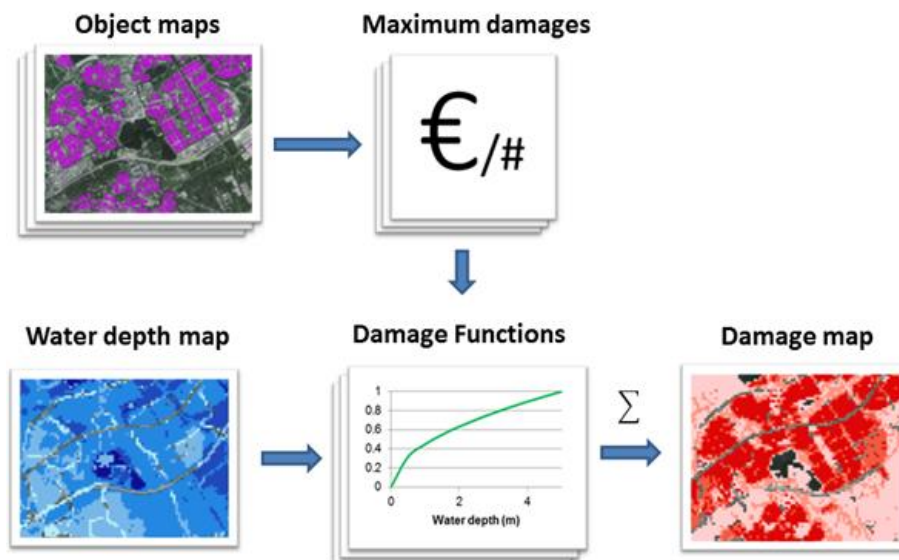 Object maps
Maximum damages
€/#
Water depth map
Damage Functions
Damage map
1
0.8
0.6
0.4
0.2
0
0 2 4
Water depth (m)
∑